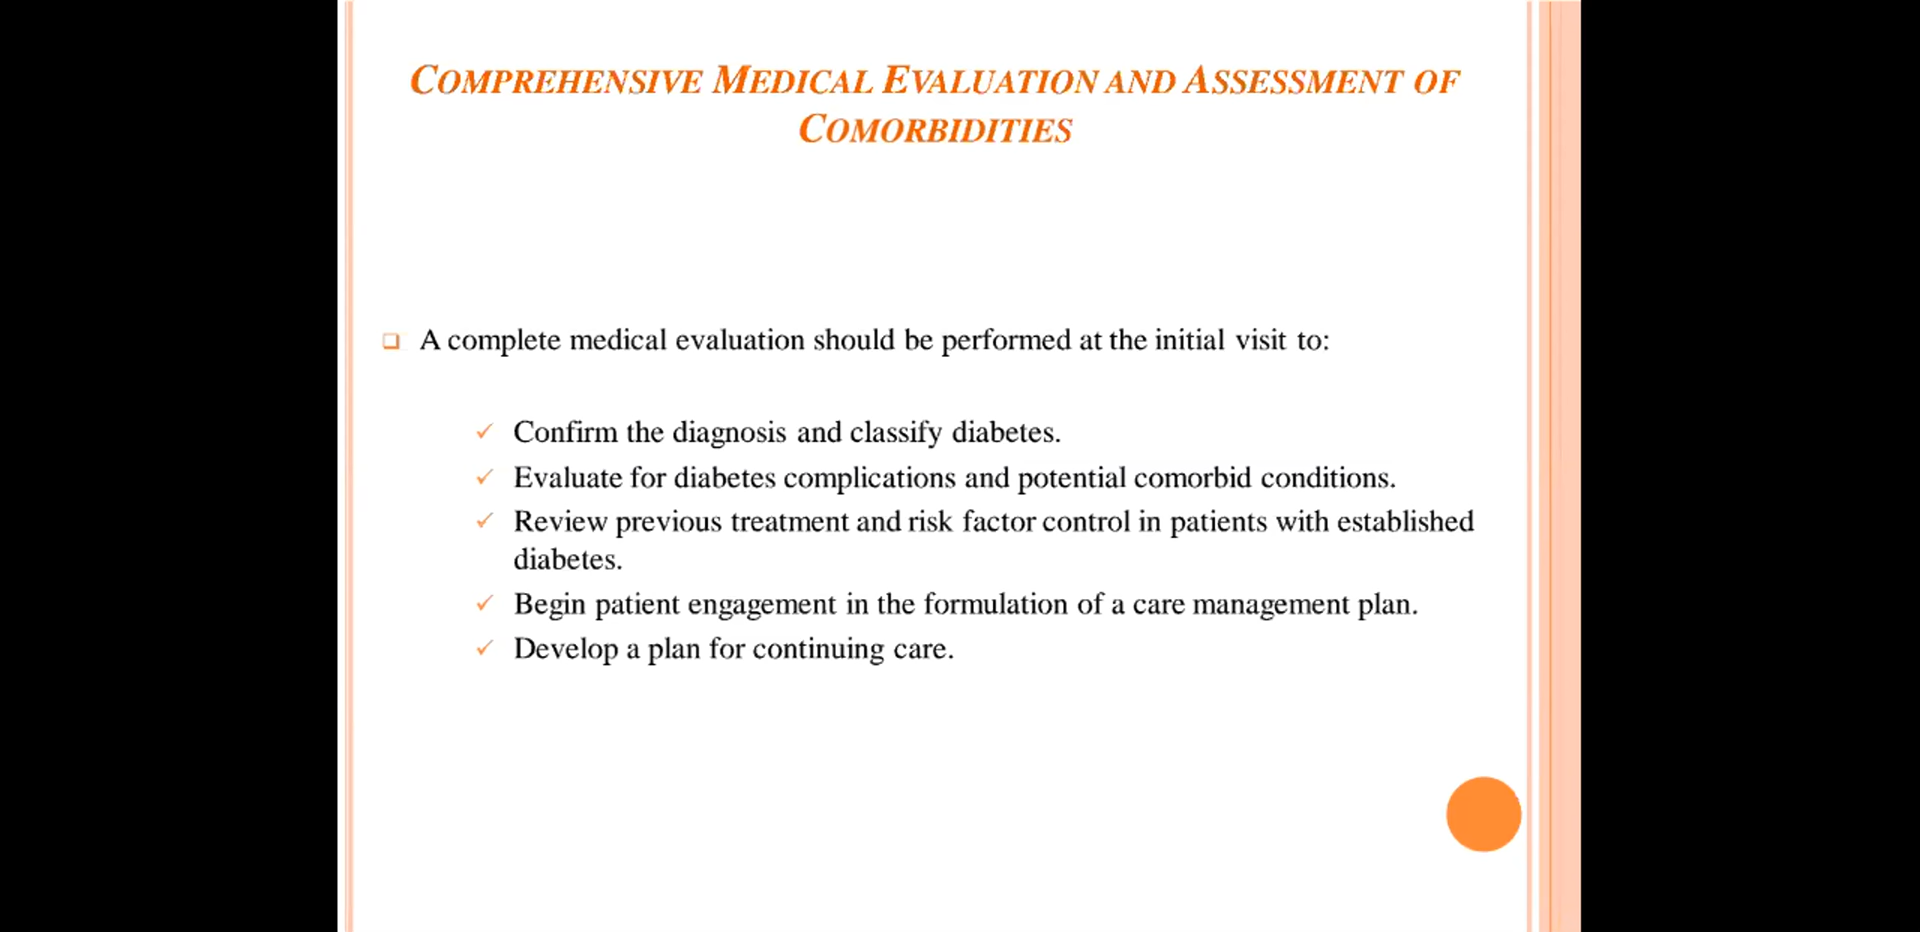 COMPREHENSIVE MEDICAL EVALUATION AND ASSESSMENT OF
COMORBIDITIES
A complete medical evaluation should be performed at the initial visit to:
Confirm the diagnosis and classify diabetes.
Evaluate for diabetes complications and potential comorbid conditions.
Review previous treatment and risk factor control in patients with established
diabetes.
Begin patient engagement in the formulation of a care management plan.
Develop a plan for continuing care.